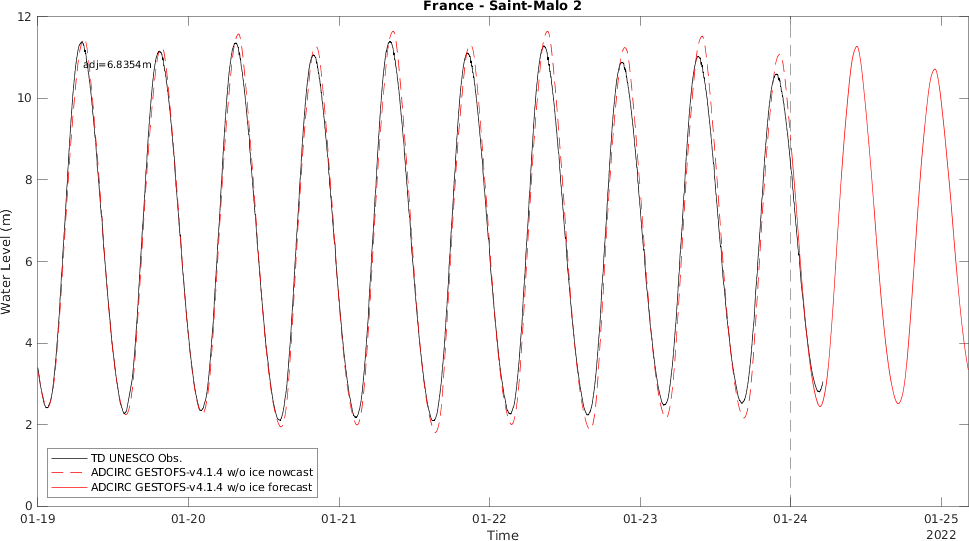 France - Saint-Malo 2
12
10
8
6
4
2
0
Water Level (m)
adj=6.8354m
TD UNESCO Obs.
ADCIRC GESTOFS-v4.1.4 w/o ice nowcast
ADCIRC GESTOFS-v4.1.4 w/o ice forecast
01-19 01-20 01-21 01-22 01-23 01-24 01-25
Time
2022